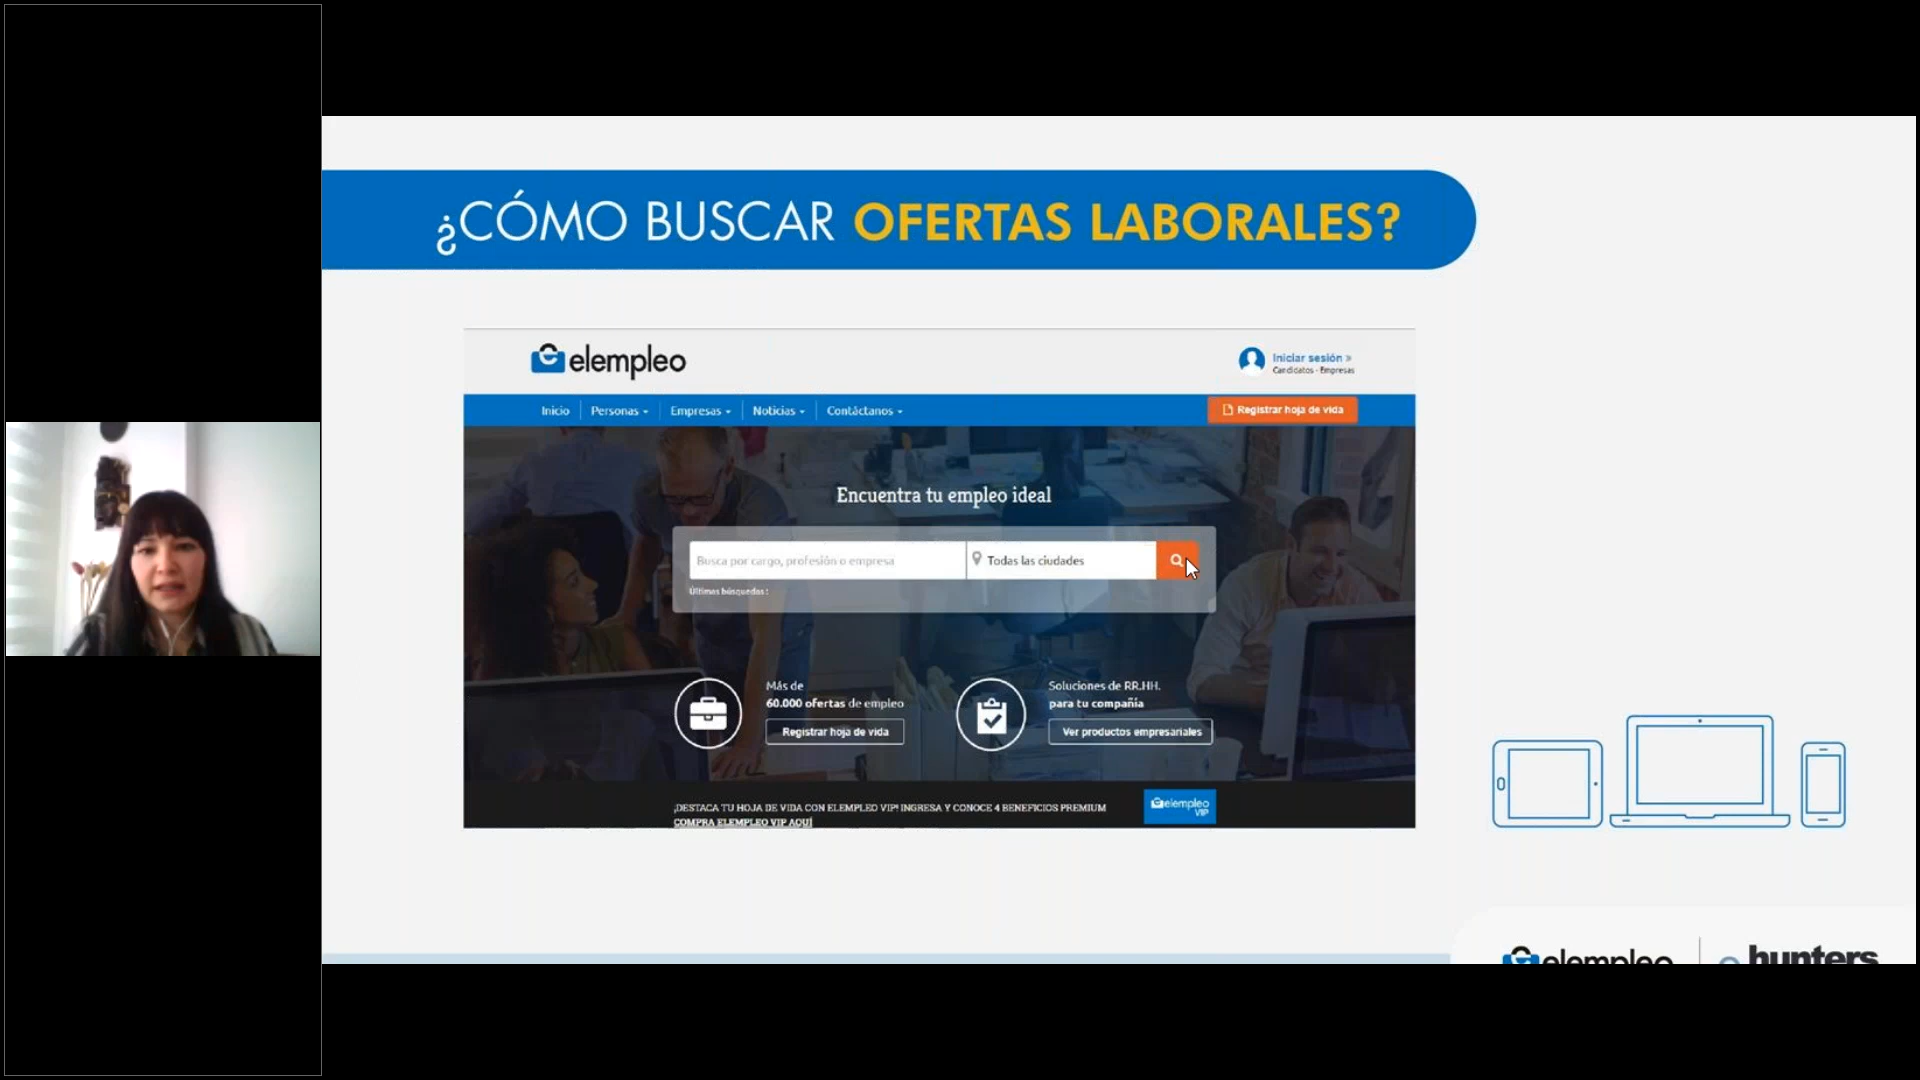 ¿CÓMO BUSCAR OFERTAS LABORALES?
elempleo
Iniciar sesión »
Candidatos - Empresas
Inicio Personas Empresas Noticias Contáctanos
Registrar hoja de vida
Encuentra tu empleo ideal
Busca por cargo, profesión o empresa
Todas las ciudades
Últimas búsquedas:
Más de
60.000 ofertas de empleo
Registrar hoja de vida
Soluciones de RR.HH.
para tu compañía
Ver productos empresariales
¡DESTACA TU HOJA DE VIDA CON ELEMPLEO VIP! INGRESA Y CONOCE 4 BENEFICIOS PREMIUM
COMPRA ELEMPLEO VIP AQUÍ
elempleo
VIP
elempleo
hunters